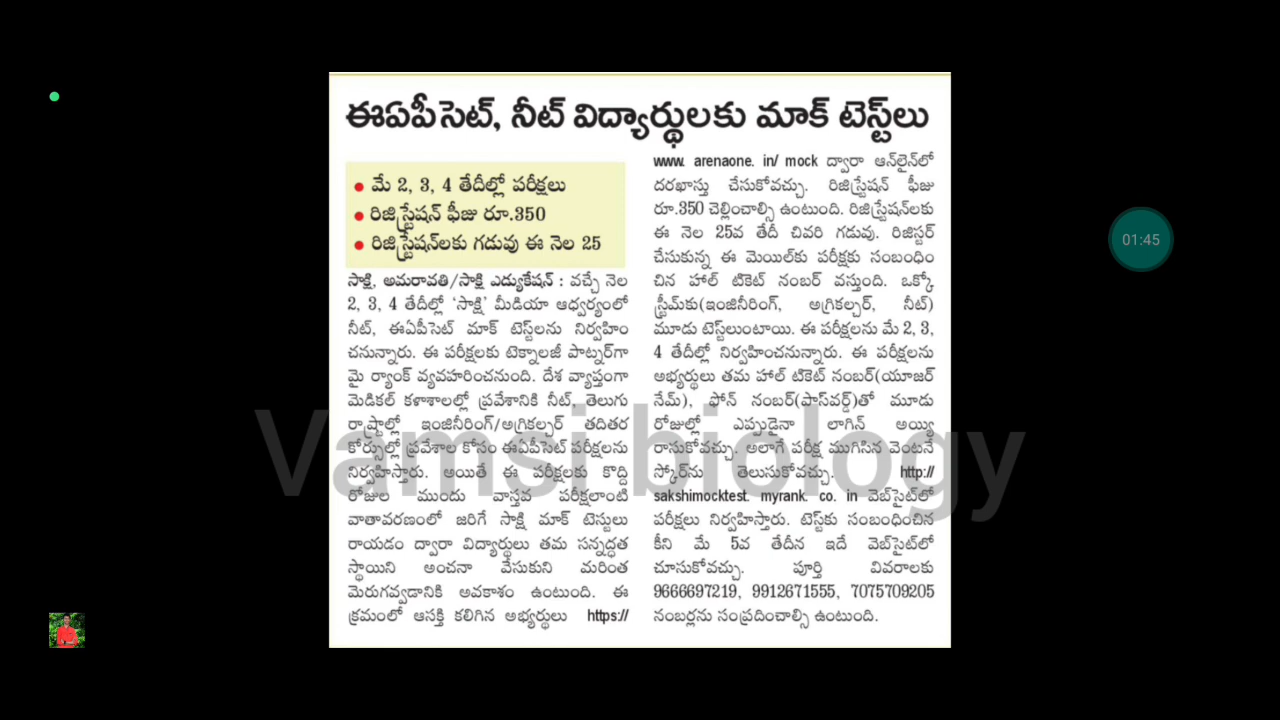 ఈఏపీసెట్, నీట్ విద్యార్థులకు మాక్ టెస్ట్‌లు
● మే 2, 3, 4 తేదీల్లో పరీక్షలు
● రిజిస్ట్రేషన్ ఫీజు రూ.350
● రిజిస్ట్రేషన్‌లకు గడువు ఈ నెల 25
సాక్షి, అమరావతి/సాక్షి ఎడ్యుకేషన్ : వచ్చే నెల
2, 3, 4 తేదీల్లో ‘సాక్షి’ మీడియా ఆధ్వర్యంలో
నీట్, ఈఏపీసెట్ మాక్ టెస్ట్‌లను నిర్వహిం
చనున్నారు. ఈ పరీక్షలకు టెక్నాలజీ పాట్నర్‌గా
మై ర్యాంక్ వ్యవహరించనుంది. దేశ వ్యాప్తంగా
మెడికల్ కళాశాలల్లో ప్రవేశానికి నీట్, తెలుగు
రాష్ట్రాల్లో ఇంజినీరింగ్/అగ్రికల్చర్ తదితర
కోర్సుల్లో ప్రవేశాల కోసం ఈఏపీసెట్ పరీక్షలను
నిర్వహిస్తారు. అయితే ఈ పరీక్షలకు కొద్ది
రోజుల ముందు వాస్తవ పరీక్షలాంటి
వాతావరణంలో జరిగే సాక్షి మాక్ టెస్టులు
రాయడం ద్వారా విద్యార్థులు తమ సన్నద్ధత
స్థాయిని అంచనా వేసుకుని మరింత
మెరుగవ్వడానికి అవకాశం ఉంటుంది. ఈ
క్రమంలో ఆసక్తి కలిగిన అభ్యర్థులు https://
www. arenaone. in/ mock ద్వారా ఆన్‌లైన్‌లో
దరఖాస్తు చేసుకోవచ్చు. రిజిస్ట్రేషన్ ఫీజు
రూ.350 చెల్లించాల్సి ఉంటుంది. రిజిస్ట్రేషన్‌లకు
ఈ నెల 25వ తేదీ చివరి గడువు. రిజిస్టర్
చేసుకున్న ఈ మెయిల్‌కు పరీక్షకు సంబంధిం
చిన హాల్ టికెట్ నంబర్ వస్తుంది. ఒక్కో
స్ట్రీమ్‌కు(ఇంజినీరింగ్, అగ్రికల్చర్, నీట్)
మూడు టెస్ట్‌లుంటాయి. ఈ పరీక్షలను మే 2, 3,
4 తేదీల్లో నిర్వహించనున్నారు. ఈ పరీక్షలను
అభ్యర్థులు తమ హాల్ టికెట్ నంబర్(యూజర్
నేమ్), ఫోన్ నంబర్(పాస్‌వర్డ్)తో మూడు
రోజుల్లో ఎప్పుడైనా లాగిన్ అయ్యి
రాసుకోవచ్చు. అలాగే పరీక్ష ముగిసిన వెంటనే
స్కోర్‌ను తెలుసుకోవచ్చు. http://
sakshimocktest. myrank. co. in వెబ్‌సైట్‌లో
పరీక్షలు నిర్వహిస్తారు. టెస్ట్‌కు సంబంధించిన
కీని మే 5వ తేదీన ఇదే వెబ్‌సైట్‌లో
చూసుకోవచ్చు. పూర్తి వివరాలకు
9666697219, 9912671555, 7075709205
నంబర్లను సంప్రదించాల్సి ఉంటుంది.
Vamsi biology
01:45